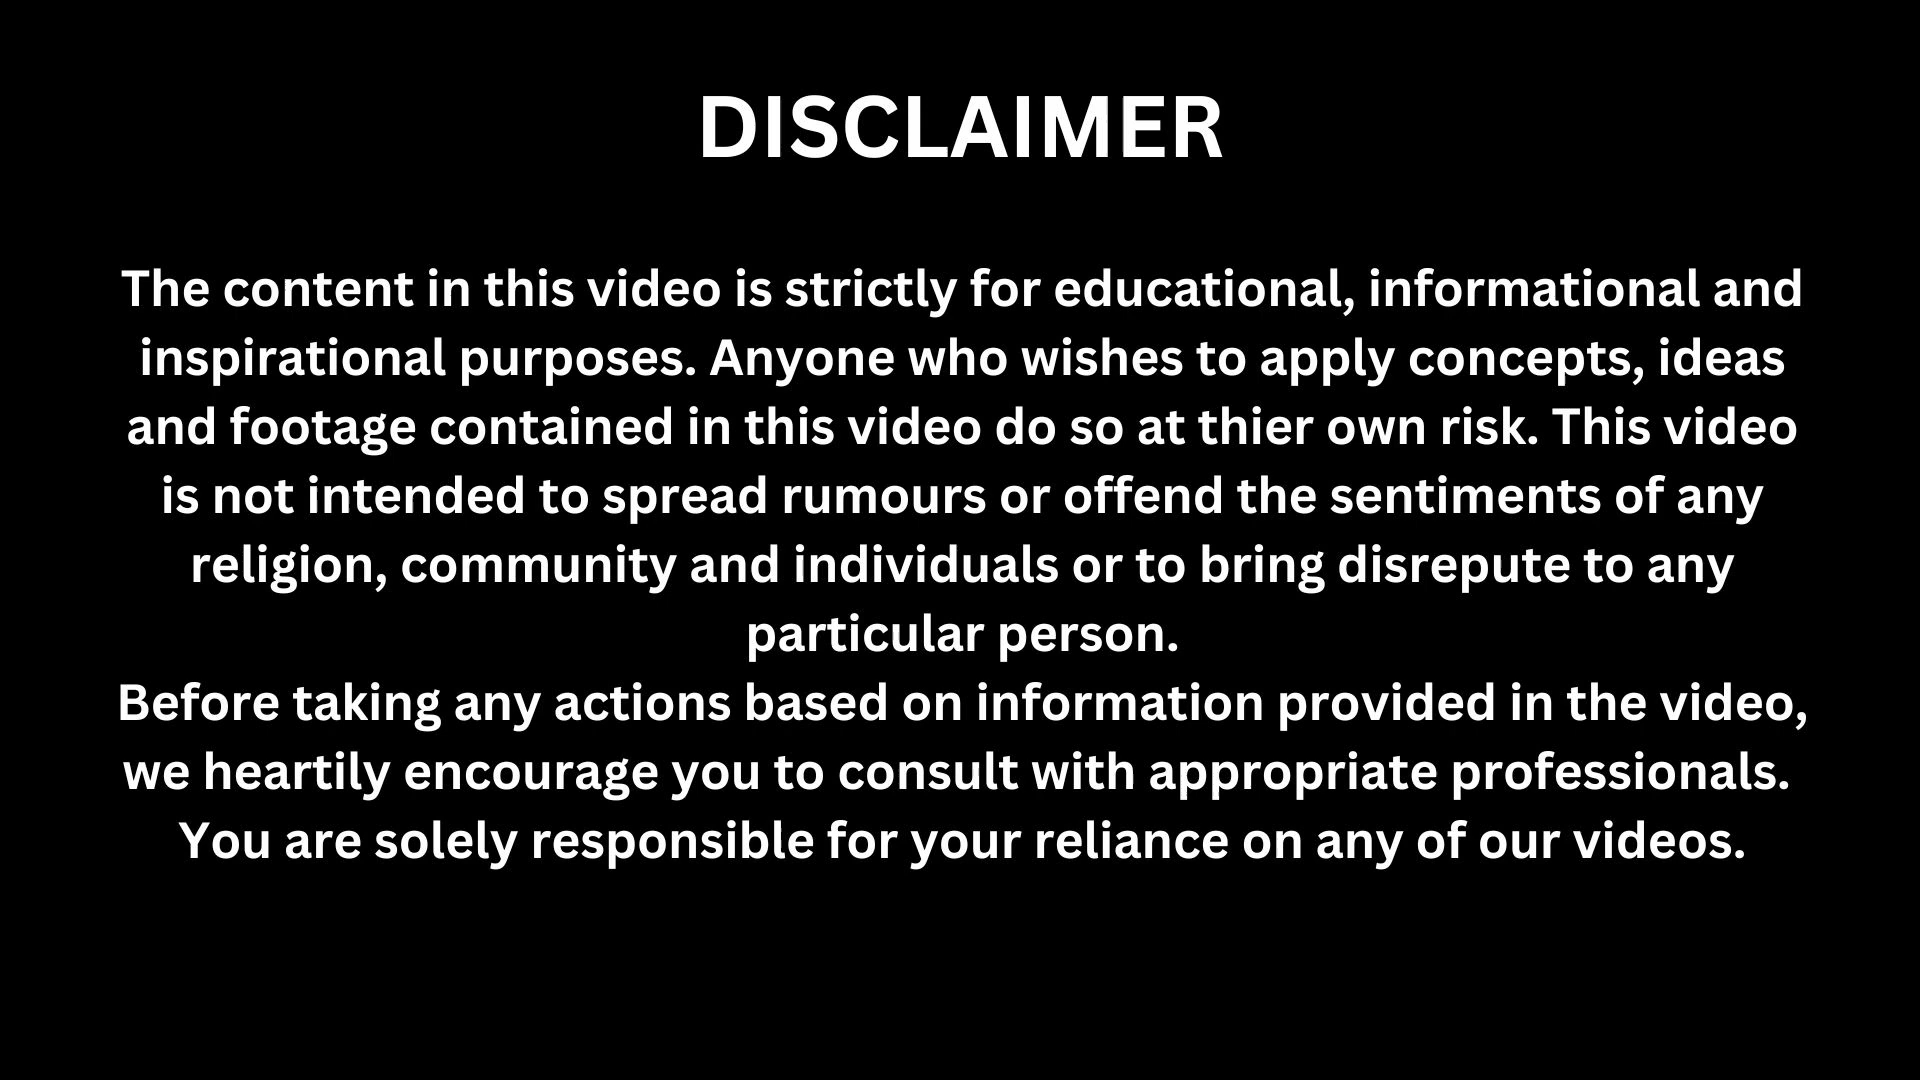 DISCLAIMER
The content in this video is strictly for educational, informational and
inspirational purposes. Anyone who wishes to apply concepts, ideas
and footage contained in this video do so at thier own risk. This video
is not intended to spread rumours or offend the sentiments of any
religion, community and individuals or to bring disrepute to any
particular person.
Before taking any actions based on information provided in the video,
we heartily encourage you to consult with appropriate professionals.
You are solely responsible for your reliance on any of our videos.